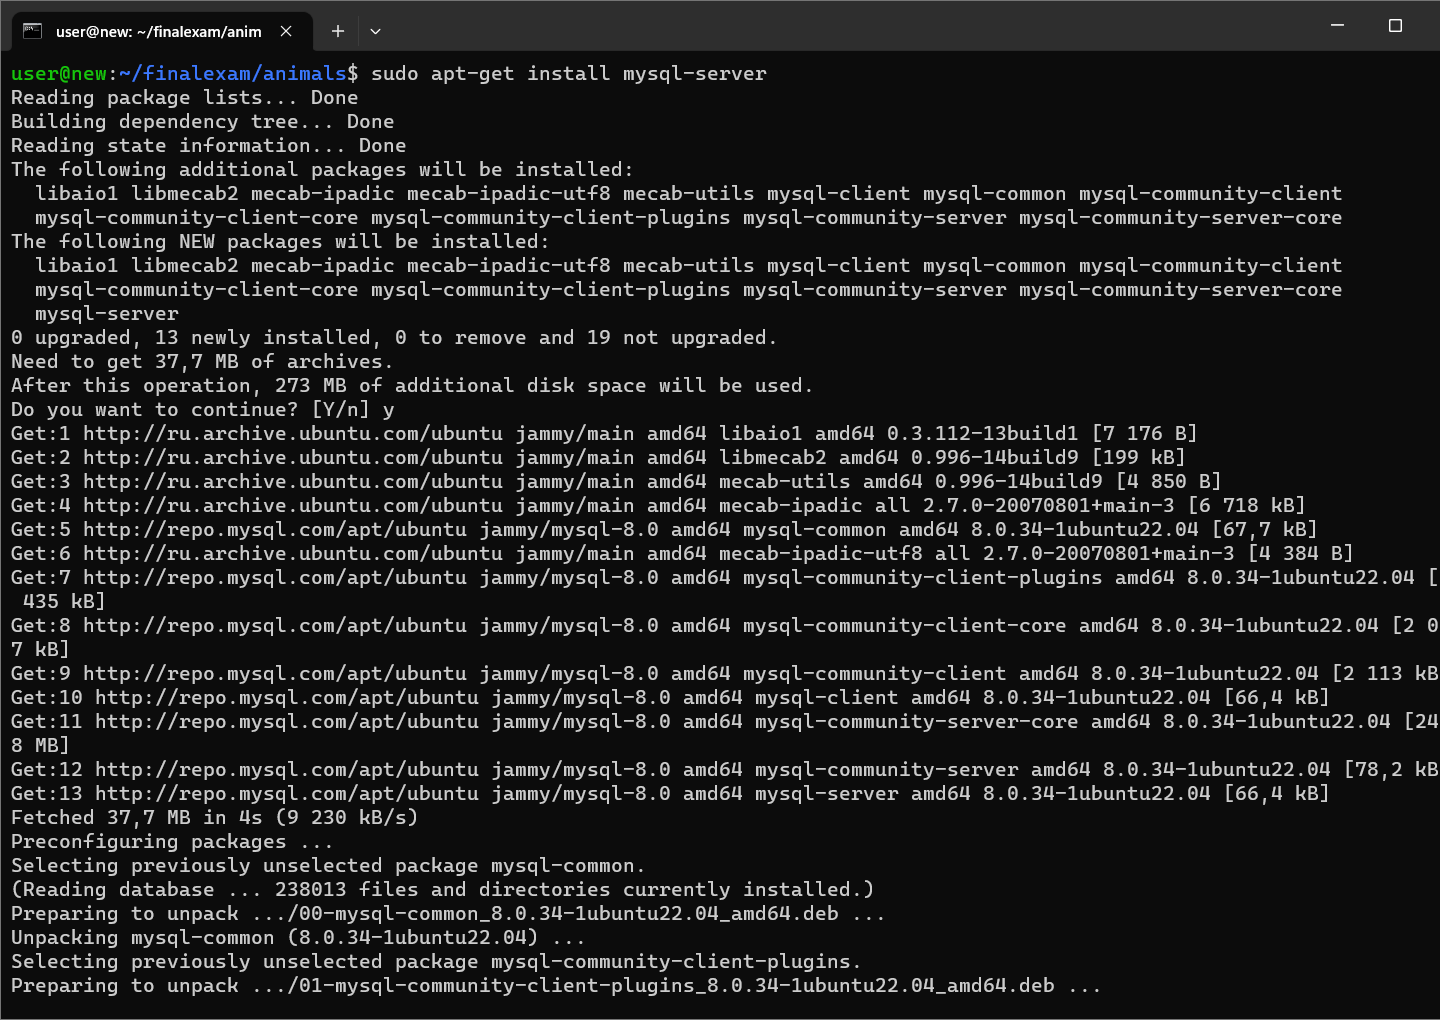 user@new: ~/finalexam/anim
user@new:~/finalexam/animals$ sudo apt-get install mysql-server
Reading package lists... Done
Building dependency tree... Done
Reading state information... Done
The following additional packages will be installed:
  libaio1 libmecab2 mecab-ipadic mecab-ipadic-utf8 mecab-utils mysql-client mysql-common mysql-community-client
  mysql-community-client-core mysql-community-client-plugins mysql-community-server mysql-community-server-core
The following NEW packages will be installed:
  libaio1 libmecab2 mecab-ipadic mecab-ipadic-utf8 mecab-utils mysql-client mysql-common mysql-community-client
  mysql-community-client-core mysql-community-client-plugins mysql-community-server mysql-community-server-core
  mysql-server
0 upgraded, 13 newly installed, 0 to remove and 19 not upgraded.
Need to get 37,7 MB of archives.
After this operation, 273 MB of additional disk space will be used.
Do you want to continue? [Y/n] y
Get:1 http://ru.archive.ubuntu.com/ubuntu jammy/main amd64 libaio1 amd64 0.3.112-13build1 [7 176 B]
Get:2 http://ru.archive.ubuntu.com/ubuntu jammy/main amd64 libmecab2 amd64 0.996-14build9 [199 kB]
Get:3 http://ru.archive.ubuntu.com/ubuntu jammy/main amd64 mecab-utils amd64 0.996-14build9 [4 850 B]
Get:4 http://ru.archive.ubuntu.com/ubuntu jammy/main amd64 mecab-ipadic all 2.7.0-20070801+main-3 [6 718 kB]
Get:5 http://repo.mysql.com/apt/ubuntu jammy/mysql-8.0 amd64 mysql-common amd64 8.0.34-1ubuntu22.04 [67,7 kB]
Get:6 http://ru.archive.ubuntu.com/ubuntu jammy/main amd64 mecab-ipadic-utf8 all 2.7.0-20070801+main-3 [4 384 B]
Get:7 http://repo.mysql.com/apt/ubuntu jammy/mysql-8.0 amd64 mysql-community-client-plugins amd64 8.0.34-1ubuntu22.04 [
 435 kB]
Get:8 http://repo.mysql.com/apt/ubuntu jammy/mysql-8.0 amd64 mysql-community-client-core amd64 8.0.34-1ubuntu22.04 [2 0
7 kB]
Get:9 http://repo.mysql.com/apt/ubuntu jammy/mysql-8.0 amd64 mysql-community-client amd64 8.0.34-1ubuntu22.04 [2 113 kB
Get:10 http://repo.mysql.com/apt/ubuntu jammy/mysql-8.0 amd64 mysql-client amd64 8.0.34-1ubuntu22.04 [66,4 kB]
Get:11 http://repo.mysql.com/apt/ubuntu jammy/mysql-8.0 amd64 mysql-community-server-core amd64 8.0.34-1ubuntu22.04 [24
8 MB]
Get:12 http://repo.mysql.com/apt/ubuntu jammy/mysql-8.0 amd64 mysql-community-server amd64 8.0.34-1ubuntu22.04 [78,2 kB
Get:13 http://repo.mysql.com/apt/ubuntu jammy/mysql-8.0 amd64 mysql-server amd64 8.0.34-1ubuntu22.04 [66,4 kB]
Fetched 37,7 MB in 4s (9 230 kB/s)
Preconfiguring packages ...
Selecting previously unselected package mysql-common.
(Reading database ... 238013 files and directories currently installed.)
Preparing to unpack .../00-mysql-common_8.0.34-1ubuntu22.04_amd64.deb ...
Unpacking mysql-common (8.0.34-1ubuntu22.04) ...
Selecting previously unselected package mysql-community-client-plugins.
Preparing to unpack .../01-mysql-community-client-plugins_8.0.34-1ubuntu22.04_amd64.deb ...